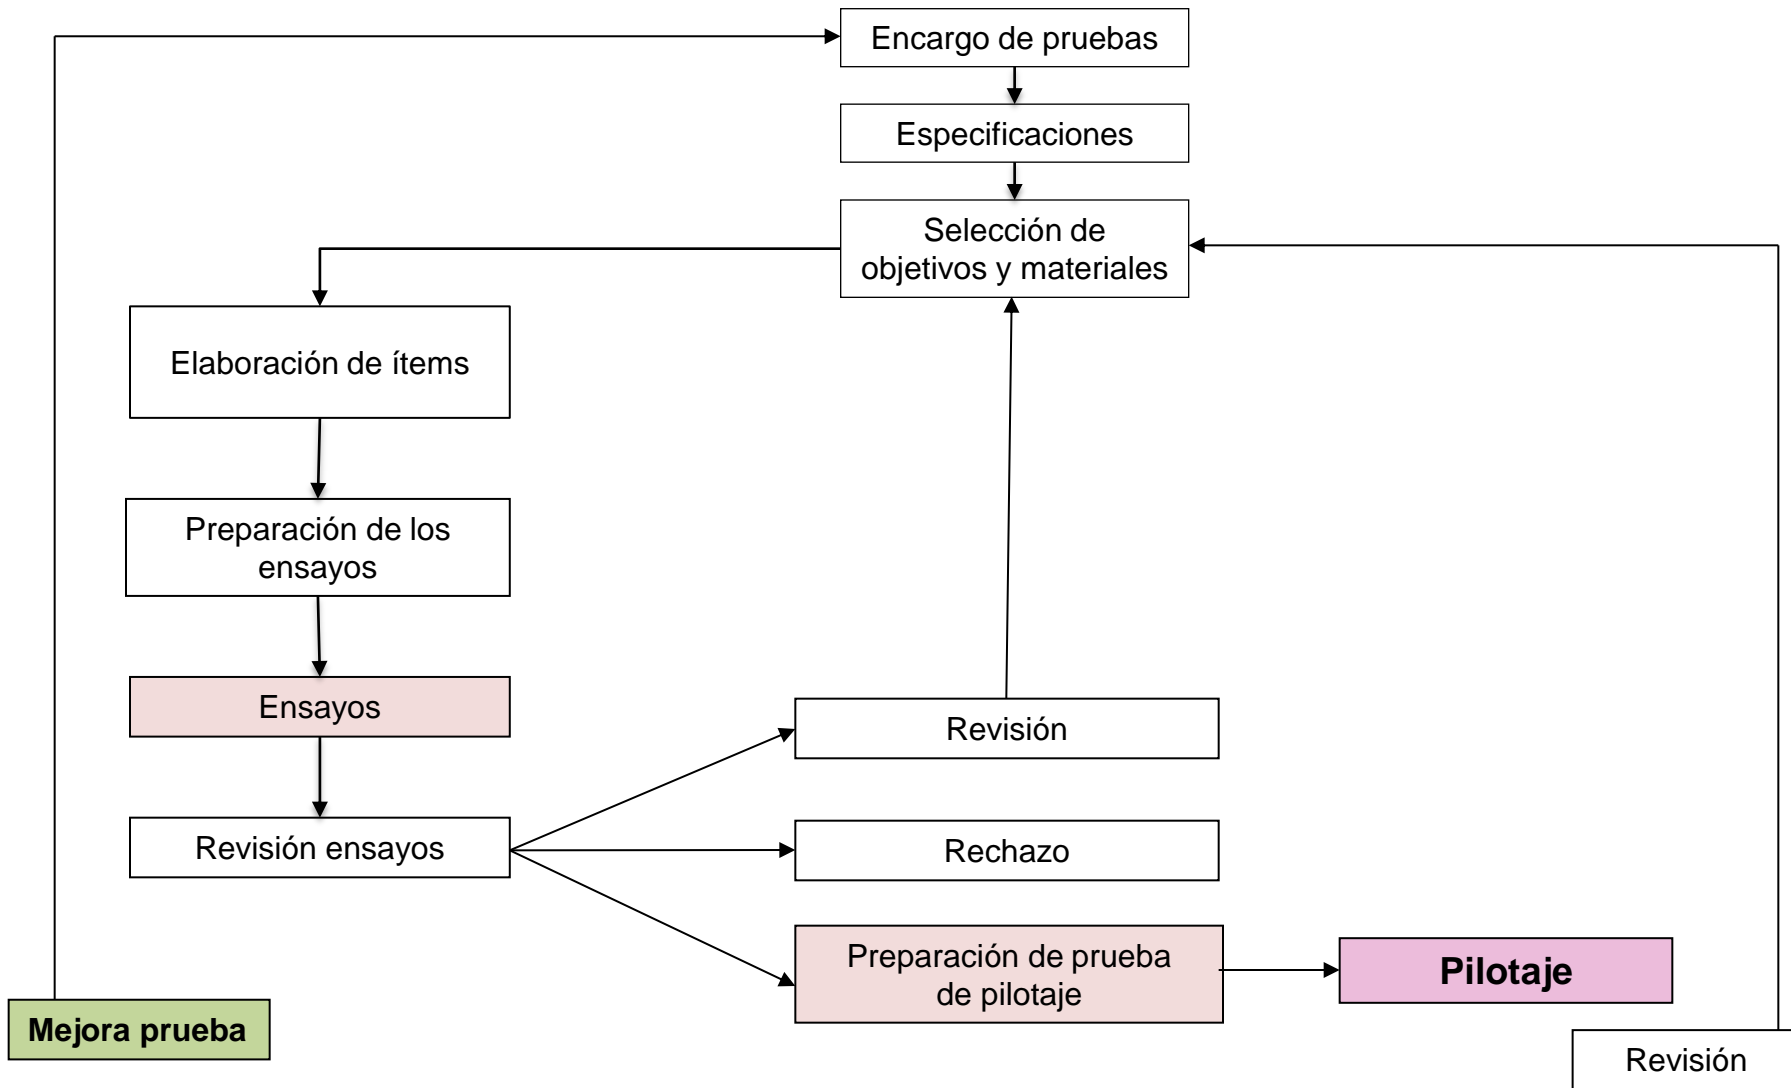 Encargo de pruebas
Especificaciones
Selección de
objetivos y materiales
Elaboración de ítems
Preparación de los
ensayos
Ensayos
Revisión
Revisión ensayos
Rechazo
Preparación de prueba
de pilotaje
Pilotaje
Mejora prueba
Revisión